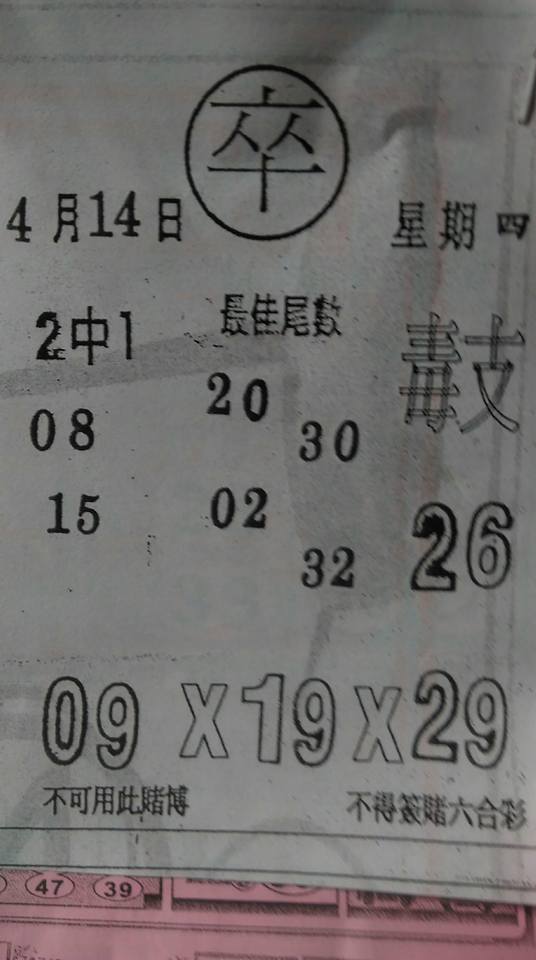 卒
4月14日
星期四
2中1
最佳尾數
20
08
30
15
02
26
32
09 X 19 X 29
不可用此賭博
不得簽賭六合彩
47 39